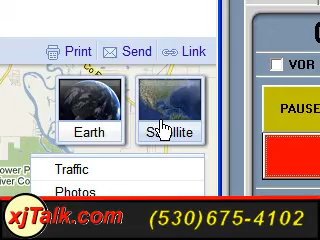 Print Send Link
VOR
Earth
Satellite
PAUSE
Traffic
Photos
xjTalk.com (530)675-4102